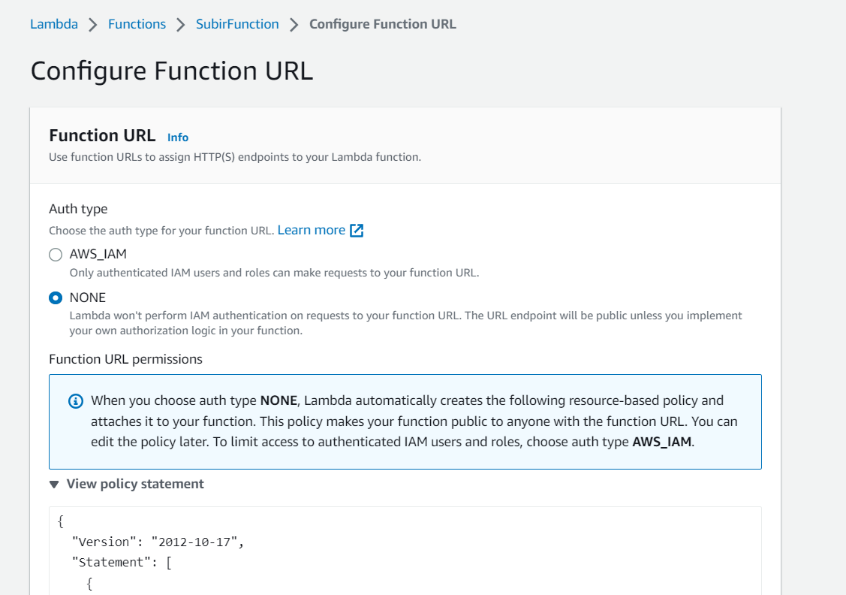 Lambda > Functions > SubirFunction > Configure Function URL
Configure Function URL
Function URL Info
Use function URLs to assign HTTP(S) endpoints to your Lambda function.
Auth type
Choose the auth type for your function URL. Learn more
AWS_IAM
Only authenticated IAM users and roles can make requests to your function URL.
NONE
Lambda won't perform IAM authentication on requests to your function URL. The URL endpoint will be public unless you implement
your own authorization logic in your function.
Function URL permissions
When you choose auth type NONE, Lambda automatically creates the following resource-based policy and
attaches it to your function. This policy makes your function public to anyone with the function URL. You can
edit the policy later. To limit access to authenticated IAM users and roles, choose auth type AWS_IAM.
View policy statement
{
"Version": "2012-10-17",
"Statement": [
{